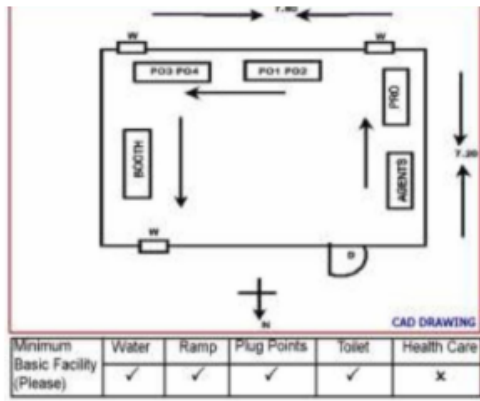 W W
PO3 PO4 PO1 PO2
PRO
BOOTH
7.20
AGENTS
W
D
N
CAD DRAWING
Minimum Basic Facility (Please) Water Ramp Plug Points Toilet Health Care
✓ ✓ ✓ ✓ x